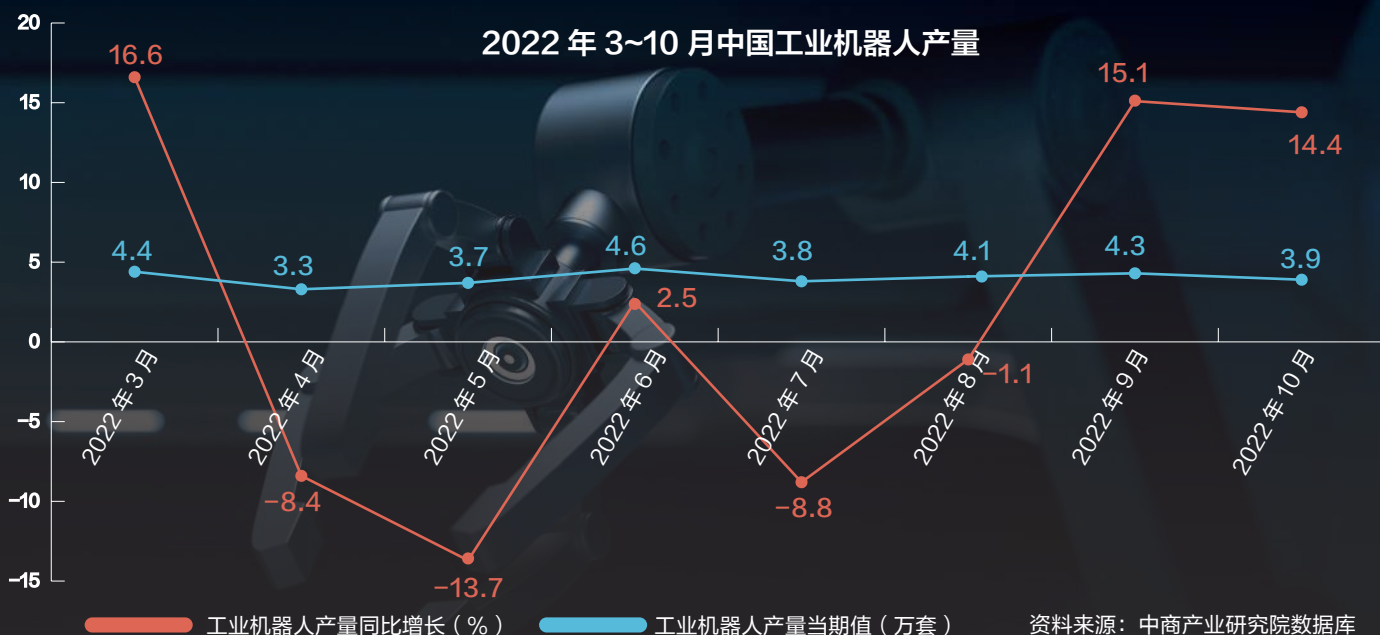 2022 年 3~10 月中国工业机器人产量
20
15
10
5
0
−5
−10
−15
16.6
−8.4
−13.7
2.5
−8.8
−1.1
15.1
14.4
4.4
3.3
3.7
4.6
3.8
4.1
4.3
3.9
2022 年 3 月
2022 年 4 月
2022 年 5 月
2022 年 6 月
2022 年 7 月
2022 年 8 月
2022 年 9 月
2022 年 10 月
工业机器人产量同比增长（%） 工业机器人产量当期值（万套） 资料来源：中商产业研究院数据库